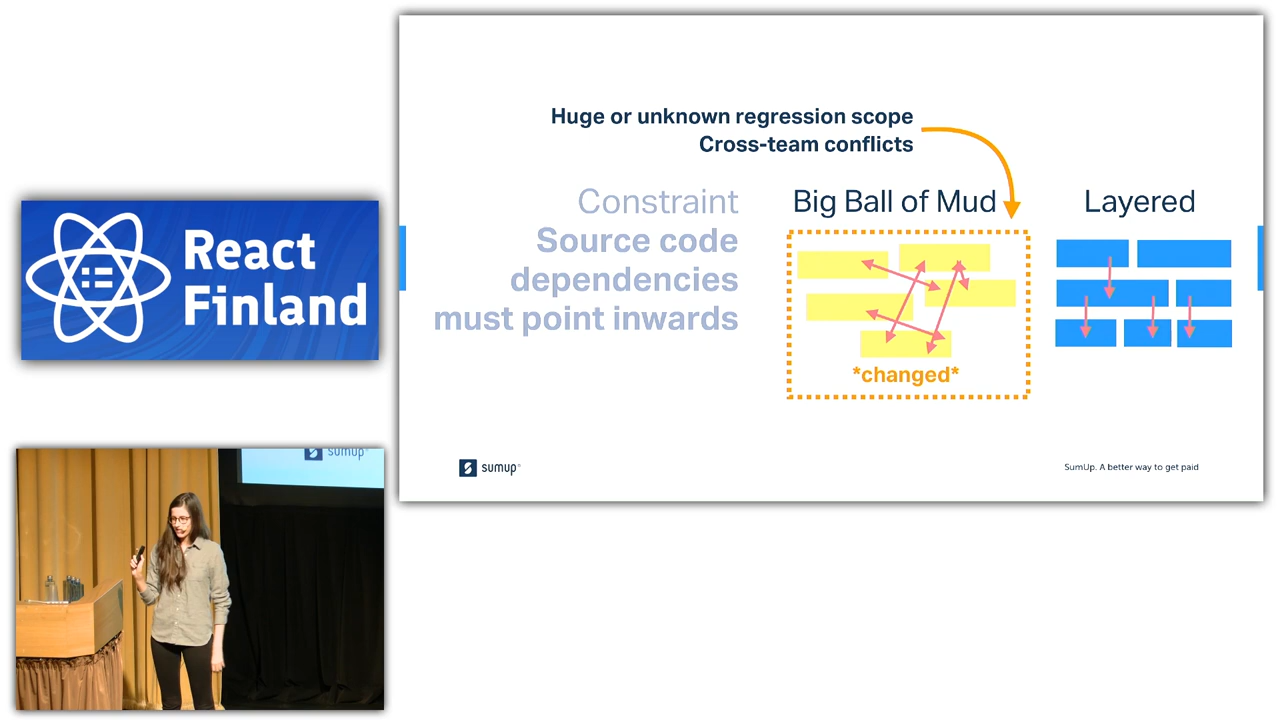 React
Finland
sumup
Huge or unknown regression scope
Cross-team conflicts
Constraint
Source code
dependencies
must point inwards
Big Ball of Mud
*changed*
Layered
sumup
SumUp. A better way to get paid